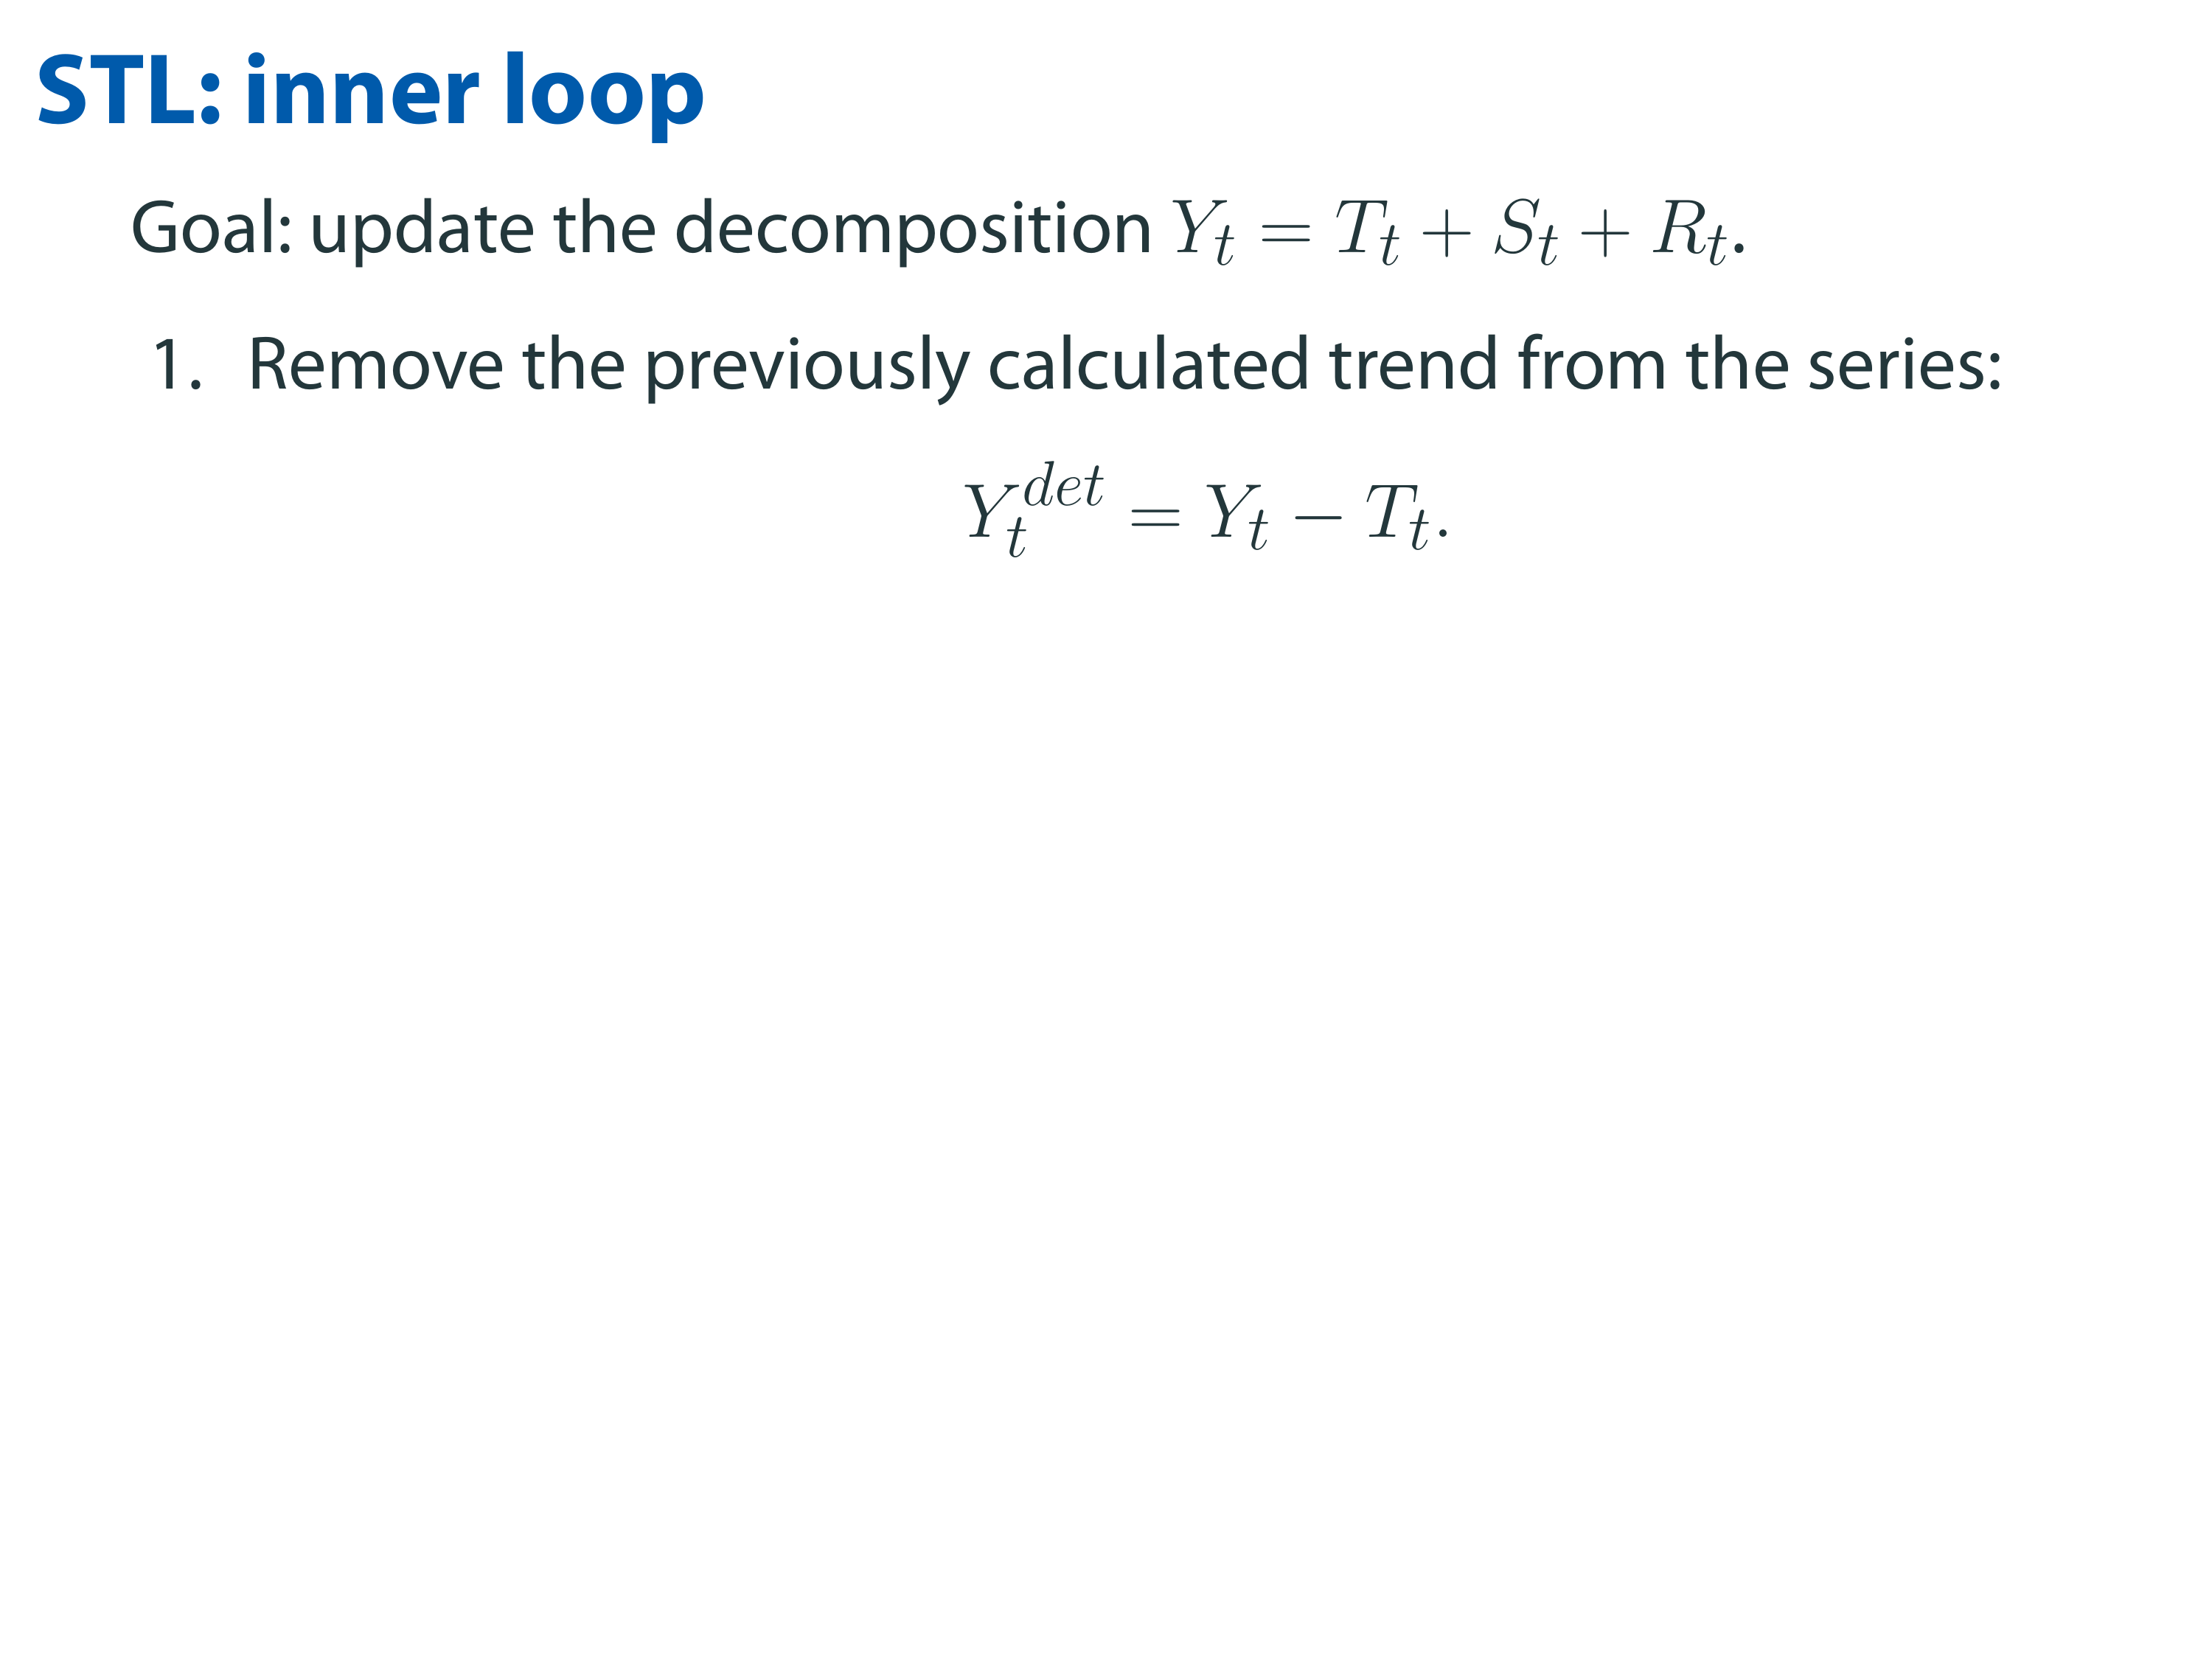 STL: inner loop
Goal: update the decomposition $Y_t = T_t + S_t + R_t$.
1. Remove the previously calculated trend from the series:
$Y_t^{det} = Y_t - T_t.$